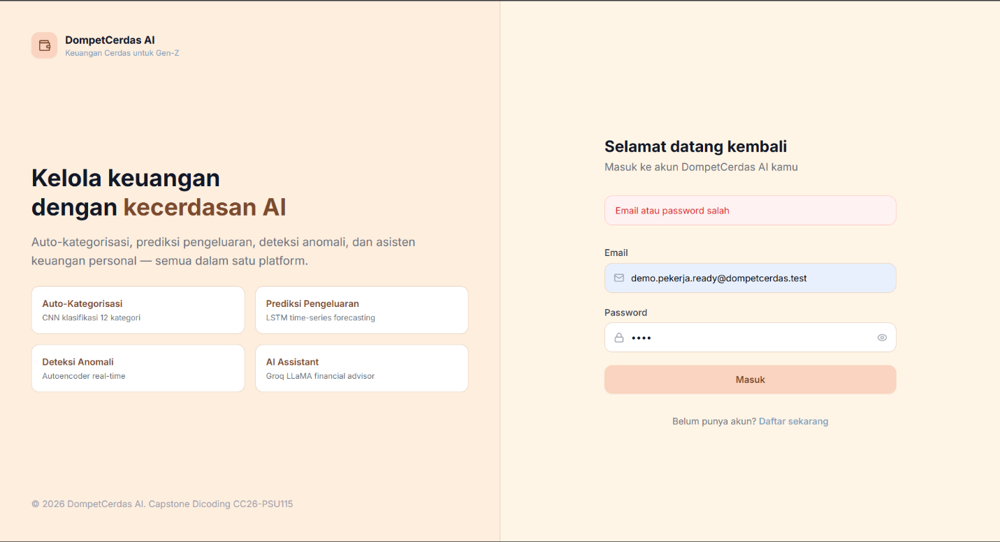 DompetCerdas AI
Keuangan Cerdas untuk Gen-Z
Kelola keuangan
dengan kecerdasan AI
Auto-kategorisasi, prediksi pengeluaran, deteksi anomali, dan asisten
keuangan personal — semua dalam satu platform.
Auto-Kategorisasi
CNN klasifikasi 12 kategori
Prediksi Pengeluaran
LSTM time-series forecasting
Deteksi Anomali
Autoencoder real-time
AI Assistant
Groq LLaMA financial advisor
© 2026 DompetCerdas AI. Capstone Dicoding CC26-PSU115
Selamat datang kembali
Masuk ke akun DompetCerdas AI kamu
Email atau password salah
Email
demo.pekerja.ready@dompetcerdas.test
Password
••••
Masuk
Belum punya akun? Daftar sekarang